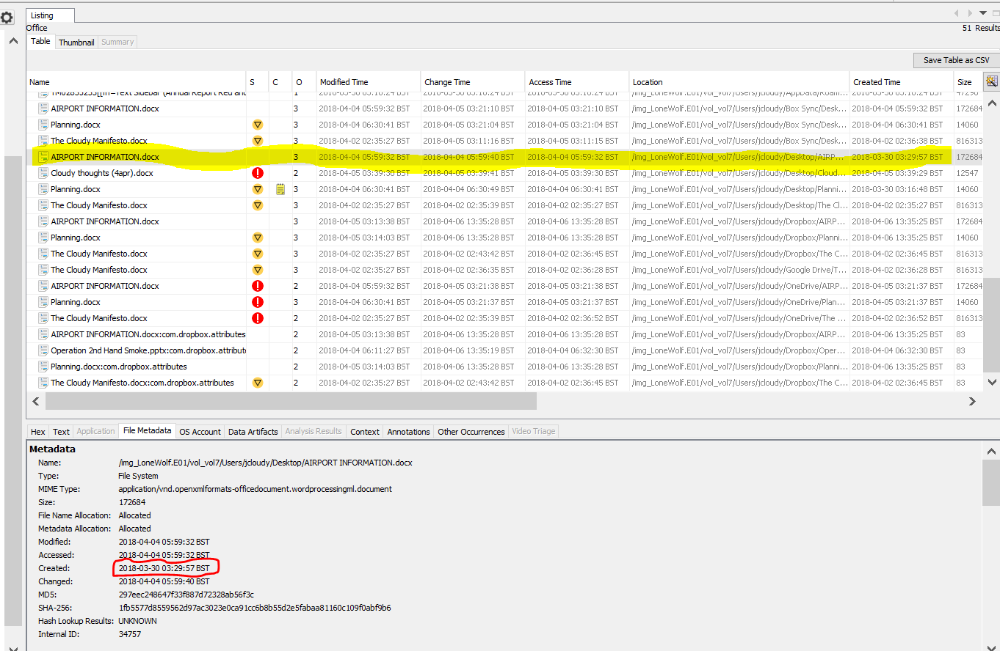 Listing
Office 51 Results
Table Thumbnail Summary
Save Table as CSV
Name S C O Modified Time Change Time Access Time Location Created Time Size
AIRPORT INFORMATION.docx 3 2018-04-04 05:59:32 BST 2018-04-05 03:21:10 BST 2018-04-05 03:21:10 BST /img_LoneWolf.E01/vol_vol7/Users/jcloudy/Box Sync/Desk... 2018-04-04 05:59:32 BST 172684
Planning.docx 3 2018-04-04 06:30:41 BST 2018-04-05 03:21:04 BST 2018-04-05 03:21:04 BST /img_LoneWolf.E01/vol_vol7/Users/jcloudy/Box Sync/Desk... 2018-04-04 06:30:41 BST 14060
The Cloudy Manifesto.docx 3 2018-04-02 02:35:27 BST 2018-04-05 03:11:16 BST 2018-04-05 03:11:15 BST /img_LoneWolf.E01/vol_vol7/Users/jcloudy/Box Sync/Desk... 2018-04-02 02:36:38 BST 816313
AIRPORT INFORMATION.docx 3 2018-04-04 05:59:32 BST 2018-04-04 05:59:40 BST 2018-04-04 05:59:32 BST /img_LoneWolf.E01/vol_vol7/Users/jcloudy/Desktop/AIRP... 2018-03-30 03:29:57 BST 172684
Cloudy thoughts (4apr).docx 2 2018-04-05 03:39:30 BST 2018-04-05 03:39:41 BST 2018-04-05 03:39:30 BST /img_LoneWolf.E01/vol_vol7/Users/jcloudy/Desktop/Cloud... 2018-04-05 03:39:29 BST 12547
Planning.docx 3 2018-04-04 06:30:41 BST 2018-04-04 06:30:49 BST 2018-04-04 06:30:41 BST /img_LoneWolf.E01/vol_vol7/Users/jcloudy/Desktop/Planni... 2018-03-30 03:16:48 BST 14060
The Cloudy Manifesto.docx 3 2018-04-02 02:35:27 BST 2018-04-02 02:35:39 BST 2018-04-02 02:35:27 BST /img_LoneWolf.E01/vol_vol7/Users/jcloudy/Desktop/The Cl... 816313
AIRPORT INFORMATION.docx 3 2018-04-05 03:13:38 BST 2018-04-06 13:35:28 BST 2018-04-06 13:35:28 BST /img_LoneWolf.E01/vol_vol7/Users/jcloudy/Dropbox/AIRP... 2018-04-06 13:35:25 BST 172684
Planning.docx 3 2018-04-05 03:14:03 BST 2018-04-06 13:35:28 BST 2018-04-06 13:35:28 BST /img_LoneWolf.E01/vol_vol7/Users/jcloudy/Dropbox/Planni... 2018-04-06 13:35:25 BST 14060
The Cloudy Manifesto.docx 3 2018-04-02 02:35:27 BST 2018-04-02 02:43:42 BST 2018-04-02 02:36:45 BST /img_LoneWolf.E01/vol_vol7/Users/jcloudy/Dropbox/The C... 2018-04-02 02:36:45 BST 816313
The Cloudy Manifesto.docx 3 2018-04-02 02:35:27 BST 2018-04-02 02:36:35 BST 2018-04-02 02:36:28 BST /img_LoneWolf.E01/vol_vol7/Users/jcloudy/Google Drive/T... 2018-04-02 02:36:28 BST 816313
AIRPORT INFORMATION.docx 2 2018-04-04 05:59:32 BST 2018-04-05 03:21:38 BST 2018-04-05 03:21:38 BST /img_LoneWolf.E01/vol_vol7/Users/jcloudy/OneDrive/AIRP... 2018-04-05 03:21:37 BST 172684
Planning.docx 3 2018-04-04 06:30:41 BST 2018-04-05 03:21:37 BST 2018-04-05 03:21:37 BST /img_LoneWolf.E01/vol_vol7/Users/jcloudy/OneDrive/Plan... 2018-04-05 03:21:37 BST 14060
The Cloudy Manifesto.docx 2 2018-04-02 02:35:27 BST 2018-04-02 02:35:39 BST 2018-04-02 02:36:52 BST /img_LoneWolf.E01/vol_vol7/Users/jcloudy/OneDrive/The ... 2018-04-02 02:36:52 BST 816313
AIRPORT INFORMATION.docx:com.dropbox.attributes 2 2018-04-05 03:13:38 BST 2018-04-06 13:35:28 BST 2018-04-06 13:35:28 BST /img_LoneWolf.E01/vol_vol7/Users/jcloudy/Dropbox/AIRP... 2018-04-06 13:35:25 BST 83
Operation 2nd Hand Smoke.pptx:com.dropbox.attribut 2 2018-04-04 06:11:27 BST 2018-04-06 13:35:19 BST 2018-04-04 06:32:30 BST /img_LoneWolf.E01/vol_vol7/Users/jcloudy/Dropbox/Oper... 2018-04-04 06:32:30 BST 83
Planning.docx:com.dropbox.attributes 2 2018-04-05 03:14:03 BST 2018-04-06 13:35:28 BST 2018-04-06 13:35:28 BST /img_LoneWolf.E01/vol_vol7/Users/jcloudy/Dropbox/Planni... 2018-04-06 13:35:25 BST 83
The Cloudy Manifesto.docx:com.dropbox.attributes 2 2018-04-02 02:35:27 BST 2018-04-02 02:43:42 BST 2018-04-02 02:36:45 BST /img_LoneWolf.E01/vol_vol7/Users/jcloudy/Dropbox/The C... 2018-04-02 02:36:45 BST 83
Hex Text Application File Metadata OS Account Data Artifacts Analysis Results Context Annotations Other Occurrences Video Triage
Metadata
Name: /img_LoneWolf.E01/vol_vol7/Users/jcloudy/Desktop/AIRPORT INFORMATION.docx
Type: File System
MIME Type: application/vnd.openxmlformats-officedocument.wordprocessingml.document
Size: 172684
File Name Allocation: Allocated
Metadata Allocation: Allocated
Modified: 2018-04-04 05:59:32 BST
Accessed: 2018-04-04 05:59:32 BST
Created: 2018-03-30 03:29:57 BST
Changed: 2018-04-04 05:59:40 BST
MD5: 297eec248647f33f887d72328ab56f3c
SHA-256: 1fb5577d8559562d97ac3023e0ca91cc6b8b55d2e5fabaa81160c109f0abf9b6
Hash Lookup Results: UNKNOWN
Internal ID: 34757